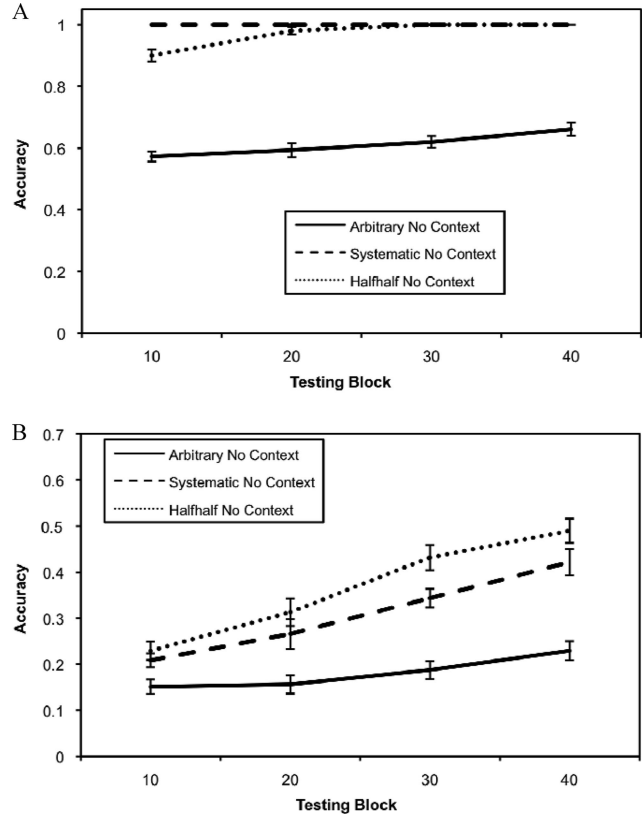 A
1
0.8
0.6
0.4
0.2
0
Accuracy
Arbitrary No Context
Systematic No Context
Halfhalf No Context
10 20 30 40
Testing Block
B
0.7
0.6
0.5
0.4
0.3
0.2
0.1
0
Accuracy
Arbitrary No Context
Systematic No Context
Halfhalf No Context
10 20 30 40
Testing Block